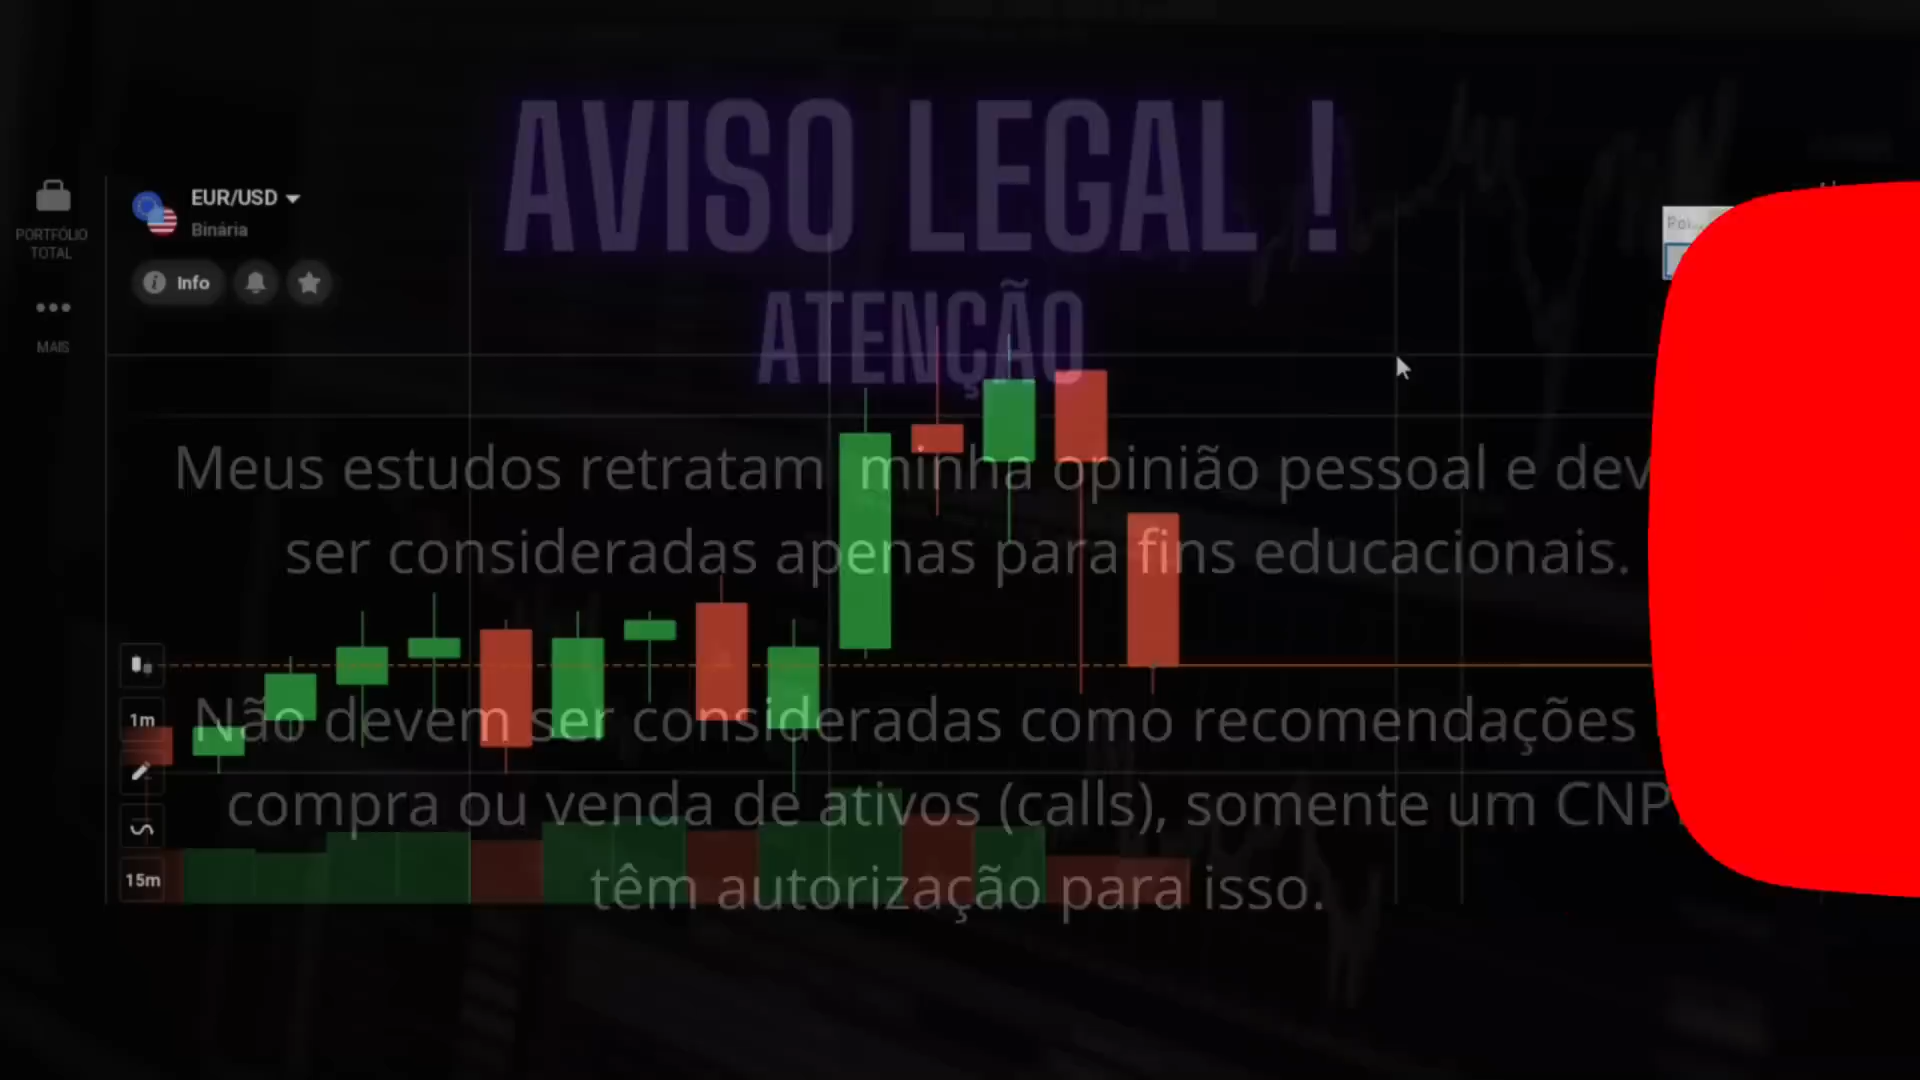 AVISO LEGAL !
EUR/USD
Binária
PORTFÓLIO
TOTAL
Info
ATENÇÃO
MAIS
Meus estudos retratam minha opinião pessoal e dev
ser consideradas apenas para fins educacionais.
1m
Não devem ser consideradas como recomendações
compra ou venda de ativos (calls), somente um CNP
15m
têm autorização para isso.